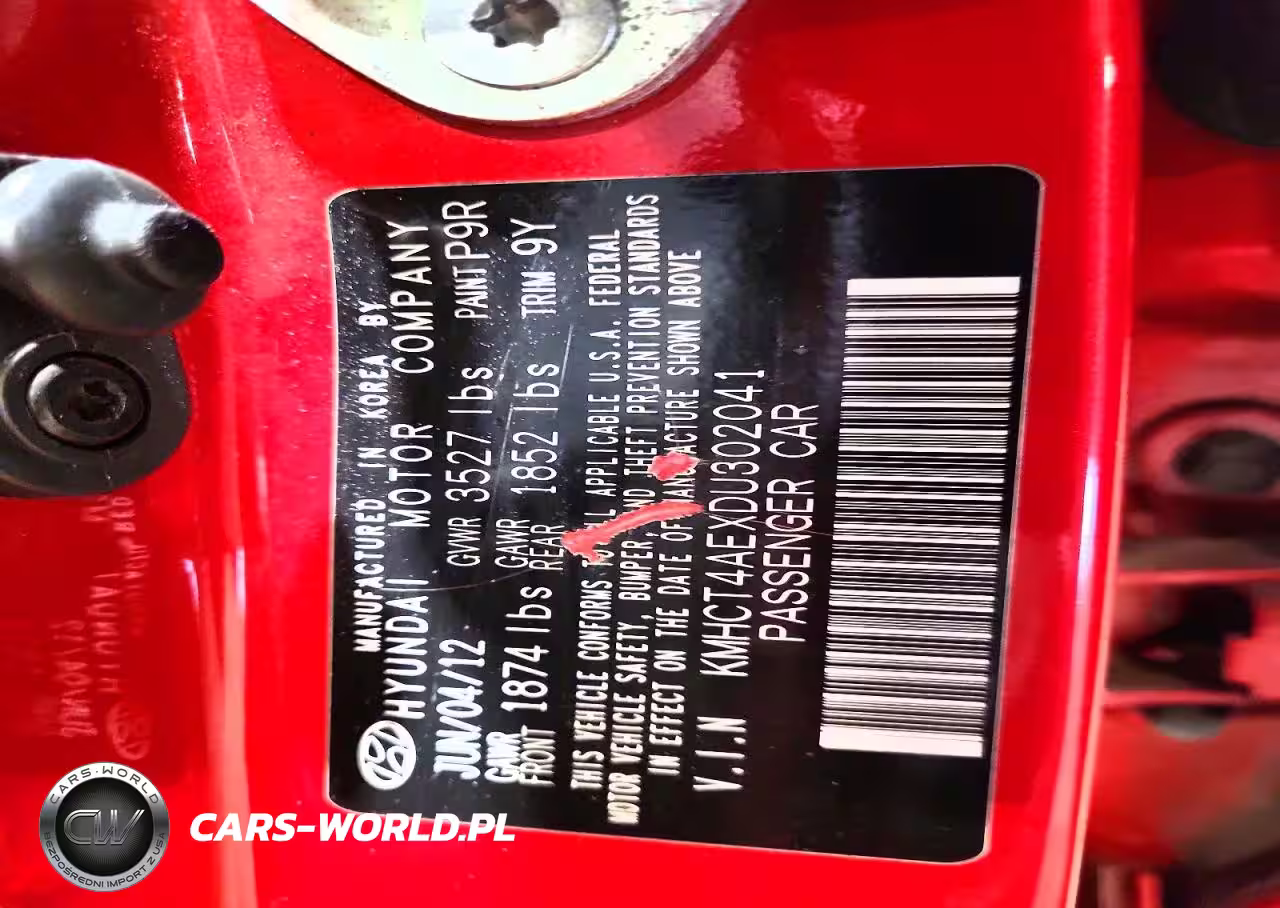 MANUFACTURED IN KOREA BY
HYUNDAI MOTOR COMPANY
JUN/04/12 GVWR 3527 lbs PAINT P9R
GAWR FRONT 1874 lbs GAWR REAR 1852 lbs TRIM 9Y
THIS VEHICLE CONFORMS ALL APPLICABLE U.S.A. FEDERAL
MOTOR VEHICLE SAFETY, BUMPER, THEFT PREVENTION STANDARDS
IN EFFECT ON THE DATE OF SHOWN ABOVE
V.I.N KMHCT4AEXDU302041
PASSENGER CAR
CARS-WORLD
CW
BEZPOŚREDNI IMPORT Z USA
CARS-WORLD.PL